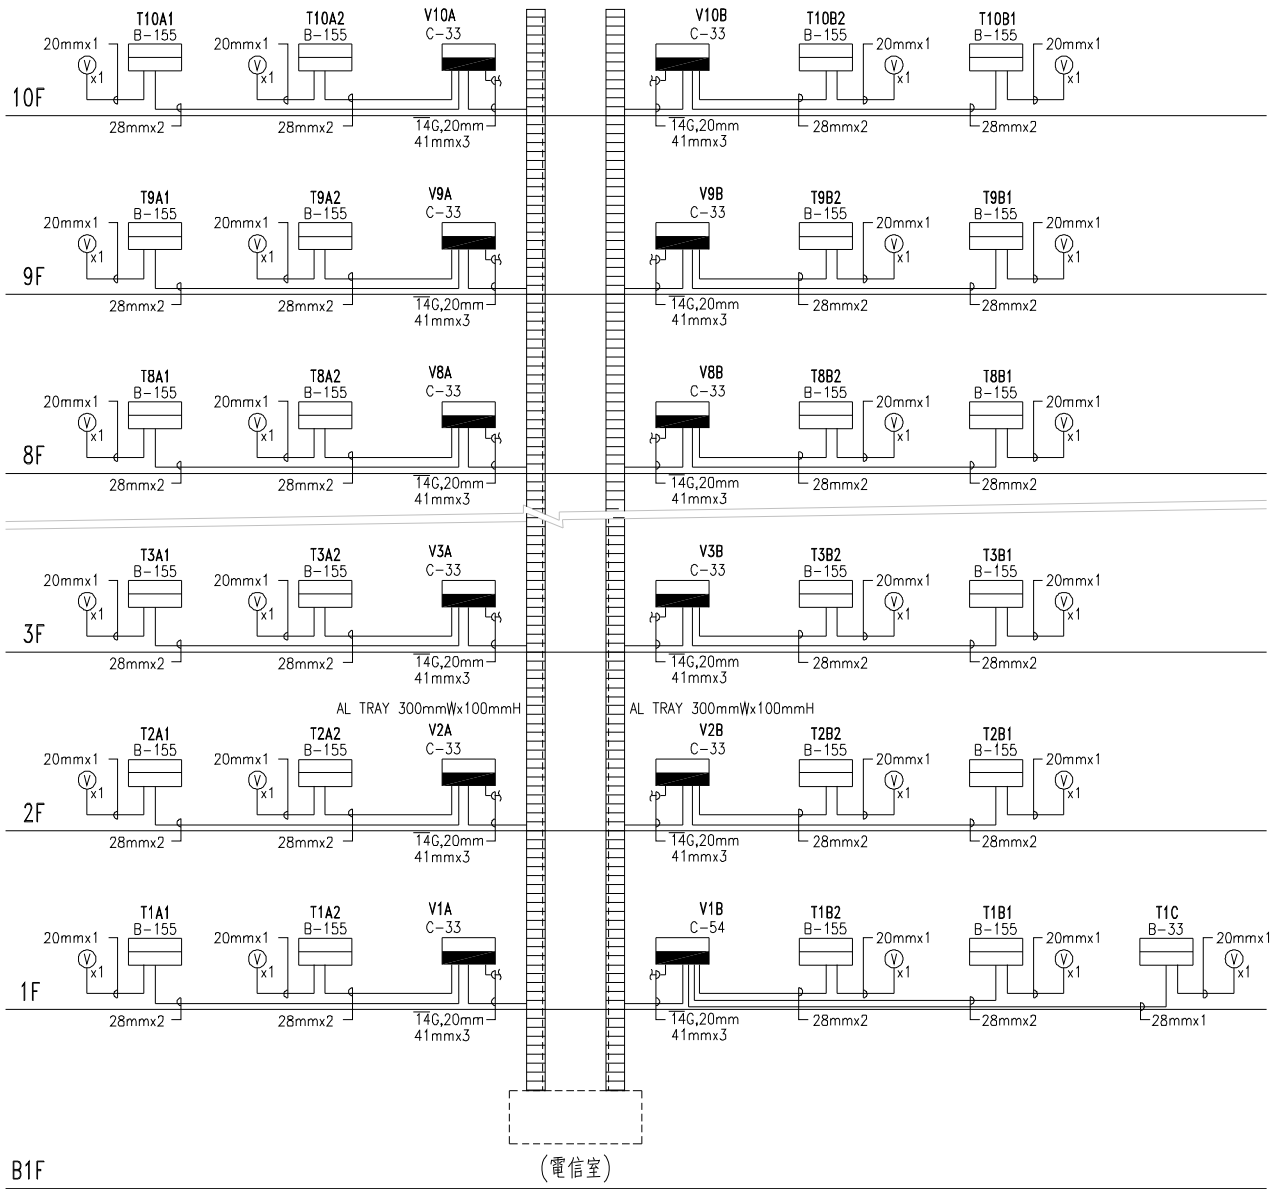 T10A1
B-155
20mmx1
V
x1
28mmx2
T10A2
B-155
20mmx1
V
x1
28mmx2
V10A
C-33
14G,20mm
41mmx3
V10B
C-33
14G,20mm
41mmx3
T10B2
B-155
20mmx1
V
x1
28mmx2
T10B1
B-155
20mmx1
V
x1
28mmx2
10F
T9A1
B-155
20mmx1
V
x1
28mmx2
T9A2
B-155
20mmx1
V
x1
28mmx2
V9A
C-33
14G,20mm
41mmx3
V9B
C-33
14G,20mm
41mmx3
T9B2
B-155
20mmx1
V
x1
28mmx2
T9B1
B-155
20mmx1
V
x1
28mmx2
9F
T8A1
B-155
20mmx1
V
x1
28mmx2
T8A2
B-155
20mmx1
V
x1
28mmx2
V8A
C-33
14G,20mm
41mmx3
V8B
C-33
14G,20mm
41mmx3
T8B2
B-155
20mmx1
V
x1
28mmx2
T8B1
B-155
20mmx1
V
x1
28mmx2
8F
T3A1
B-155
20mmx1
V
x1
28mmx2
T3A2
B-155
20mmx1
V
x1
28mmx2
V3A
C-33
14G,20mm
41mmx3
V3B
C-33
14G,20mm
41mmx3
T3B2
B-155
20mmx1
V
x1
28mmx2
T3B1
B-155
20mmx1
V
x1
28mmx2
3F
AL TRAY 300mmWx100mmH
AL TRAY 300mmWx100mmH
T2A1
B-155
20mmx1
V
x1
28mmx2
T2A2
B-155
20mmx1
V
x1
28mmx2
V2A
C-33
14G,20mm
41mmx3
V2B
C-33
14G,20mm
41mmx3
T2B2
B-155
20mmx1
V
x1
28mmx2
T2B1
B-155
20mmx1
V
x1
28mmx2
2F
T1A1
B-155
20mmx1
V
x1
28mmx2
T1A2
B-155
20mmx1
V
x1
28mmx2
V1A
C-33
14G,20mm
41mmx3
V1B
C-54
14G,20mm
41mmx3
T1B2
B-155
20mmx1
V
x1
28mmx2
T1B1
B-155
20mmx1
V
x1
28mmx2
T1C
B-33
20mmx1
V
x1
28mmx1
1F
(電信室)
B1F